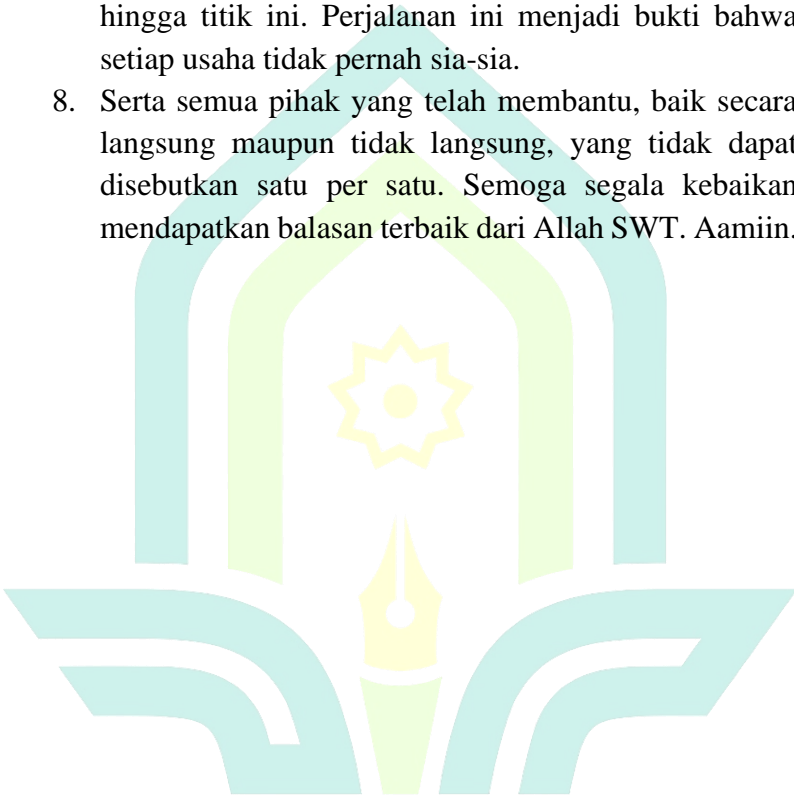 hingga titik ini. Perjalanan ini menjadi bukti bahwa
setiap usaha tidak pernah sia-sia.
8. Serta semua pihak yang telah membantu, baik secara
langsung maupun tidak langsung, yang tidak dapat
disebutkan satu per satu. Semoga segala kebaikan
mendapatkan balasan terbaik dari Allah SWT. Aamiin.